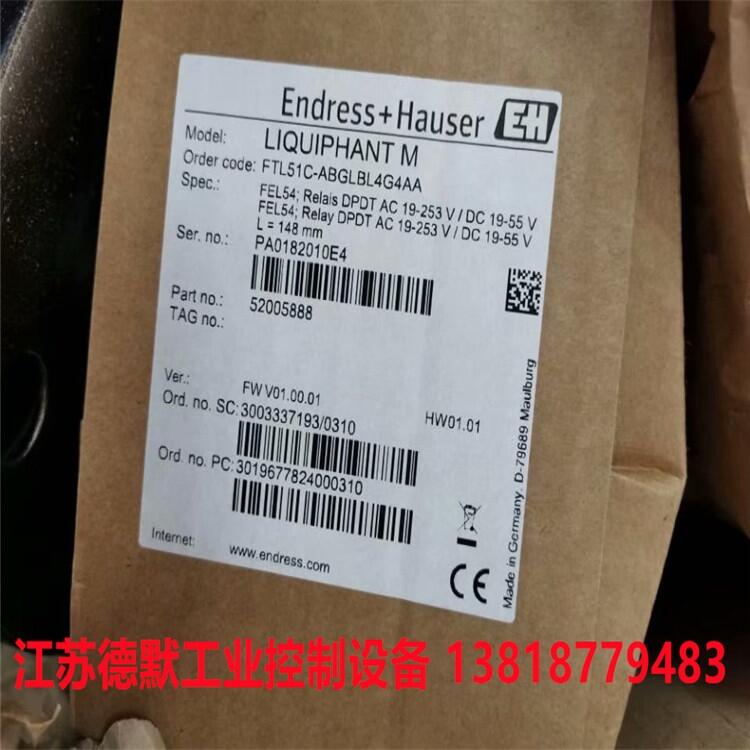 Endress+Hauser EH
Model: LIQUIPHANT M
Order code: FTL51C-ABGLBL4G4AA
Spec.: FEL54; Relais DPDT AC 19-253 V / DC 19-55 V
FEL54; Relay DPDT AC 19-253 V / DC 19-55 V
L = 148 mm
Ser. no.: PA0182010E4
Part no.: 52005888
TAG no.:
Ver.: FW V01.00.01 HW01.01
Ord. no. SC: 3003337193/0310
Ord. no. PC: 3019677824000310
Internet: www.endress.com
CE
Made in Germany. D-79689 Maulburg
江苏德默工业控制设备 13818779483